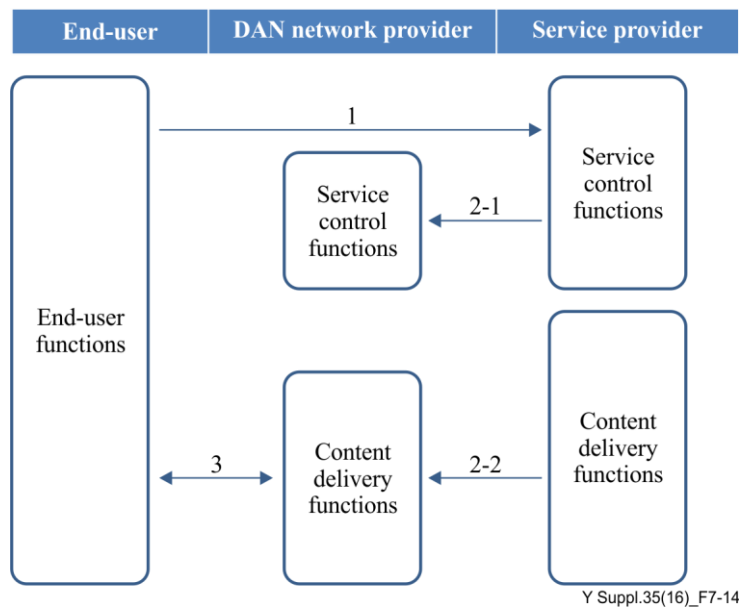 End-user
DAN network provider
Service provider
1
Service
control
functions
Service
control
functions
2-1
End-user
functions
Content
delivery
functions
3
Content
delivery
functions
2-2
Y Suppl.35(16)_F7-14